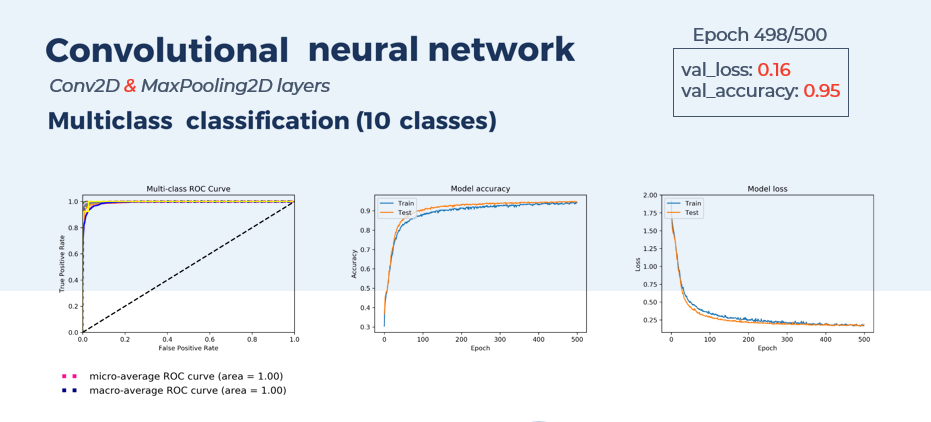 Convolutional neural network
Conv2D & MaxPooling2D layers
Multiclass classification (10 classes)
Epoch 498/500
val_loss: 0.16
val_accuracy: 0.95
Multi-class ROC Curve
1.0
0.8
0.6
0.4
0.2
0.0
True Positive Rate
0.0 0.2 0.4 0.6 0.8 1.0
False Positive Rate
micro-average ROC curve (area = 1.00)
macro-average ROC curve (area = 1.00)
Model accuracy
Train
Test
0.9
0.8
0.7
0.6
0.5
0.4
0.3
Accuracy
0 100 200 300 400 500
Epoch
Model loss
Train
Test
2.00
1.75
1.50
1.25
1.00
0.75
0.50
0.25
Loss
0 100 200 300 400 500
Epoch